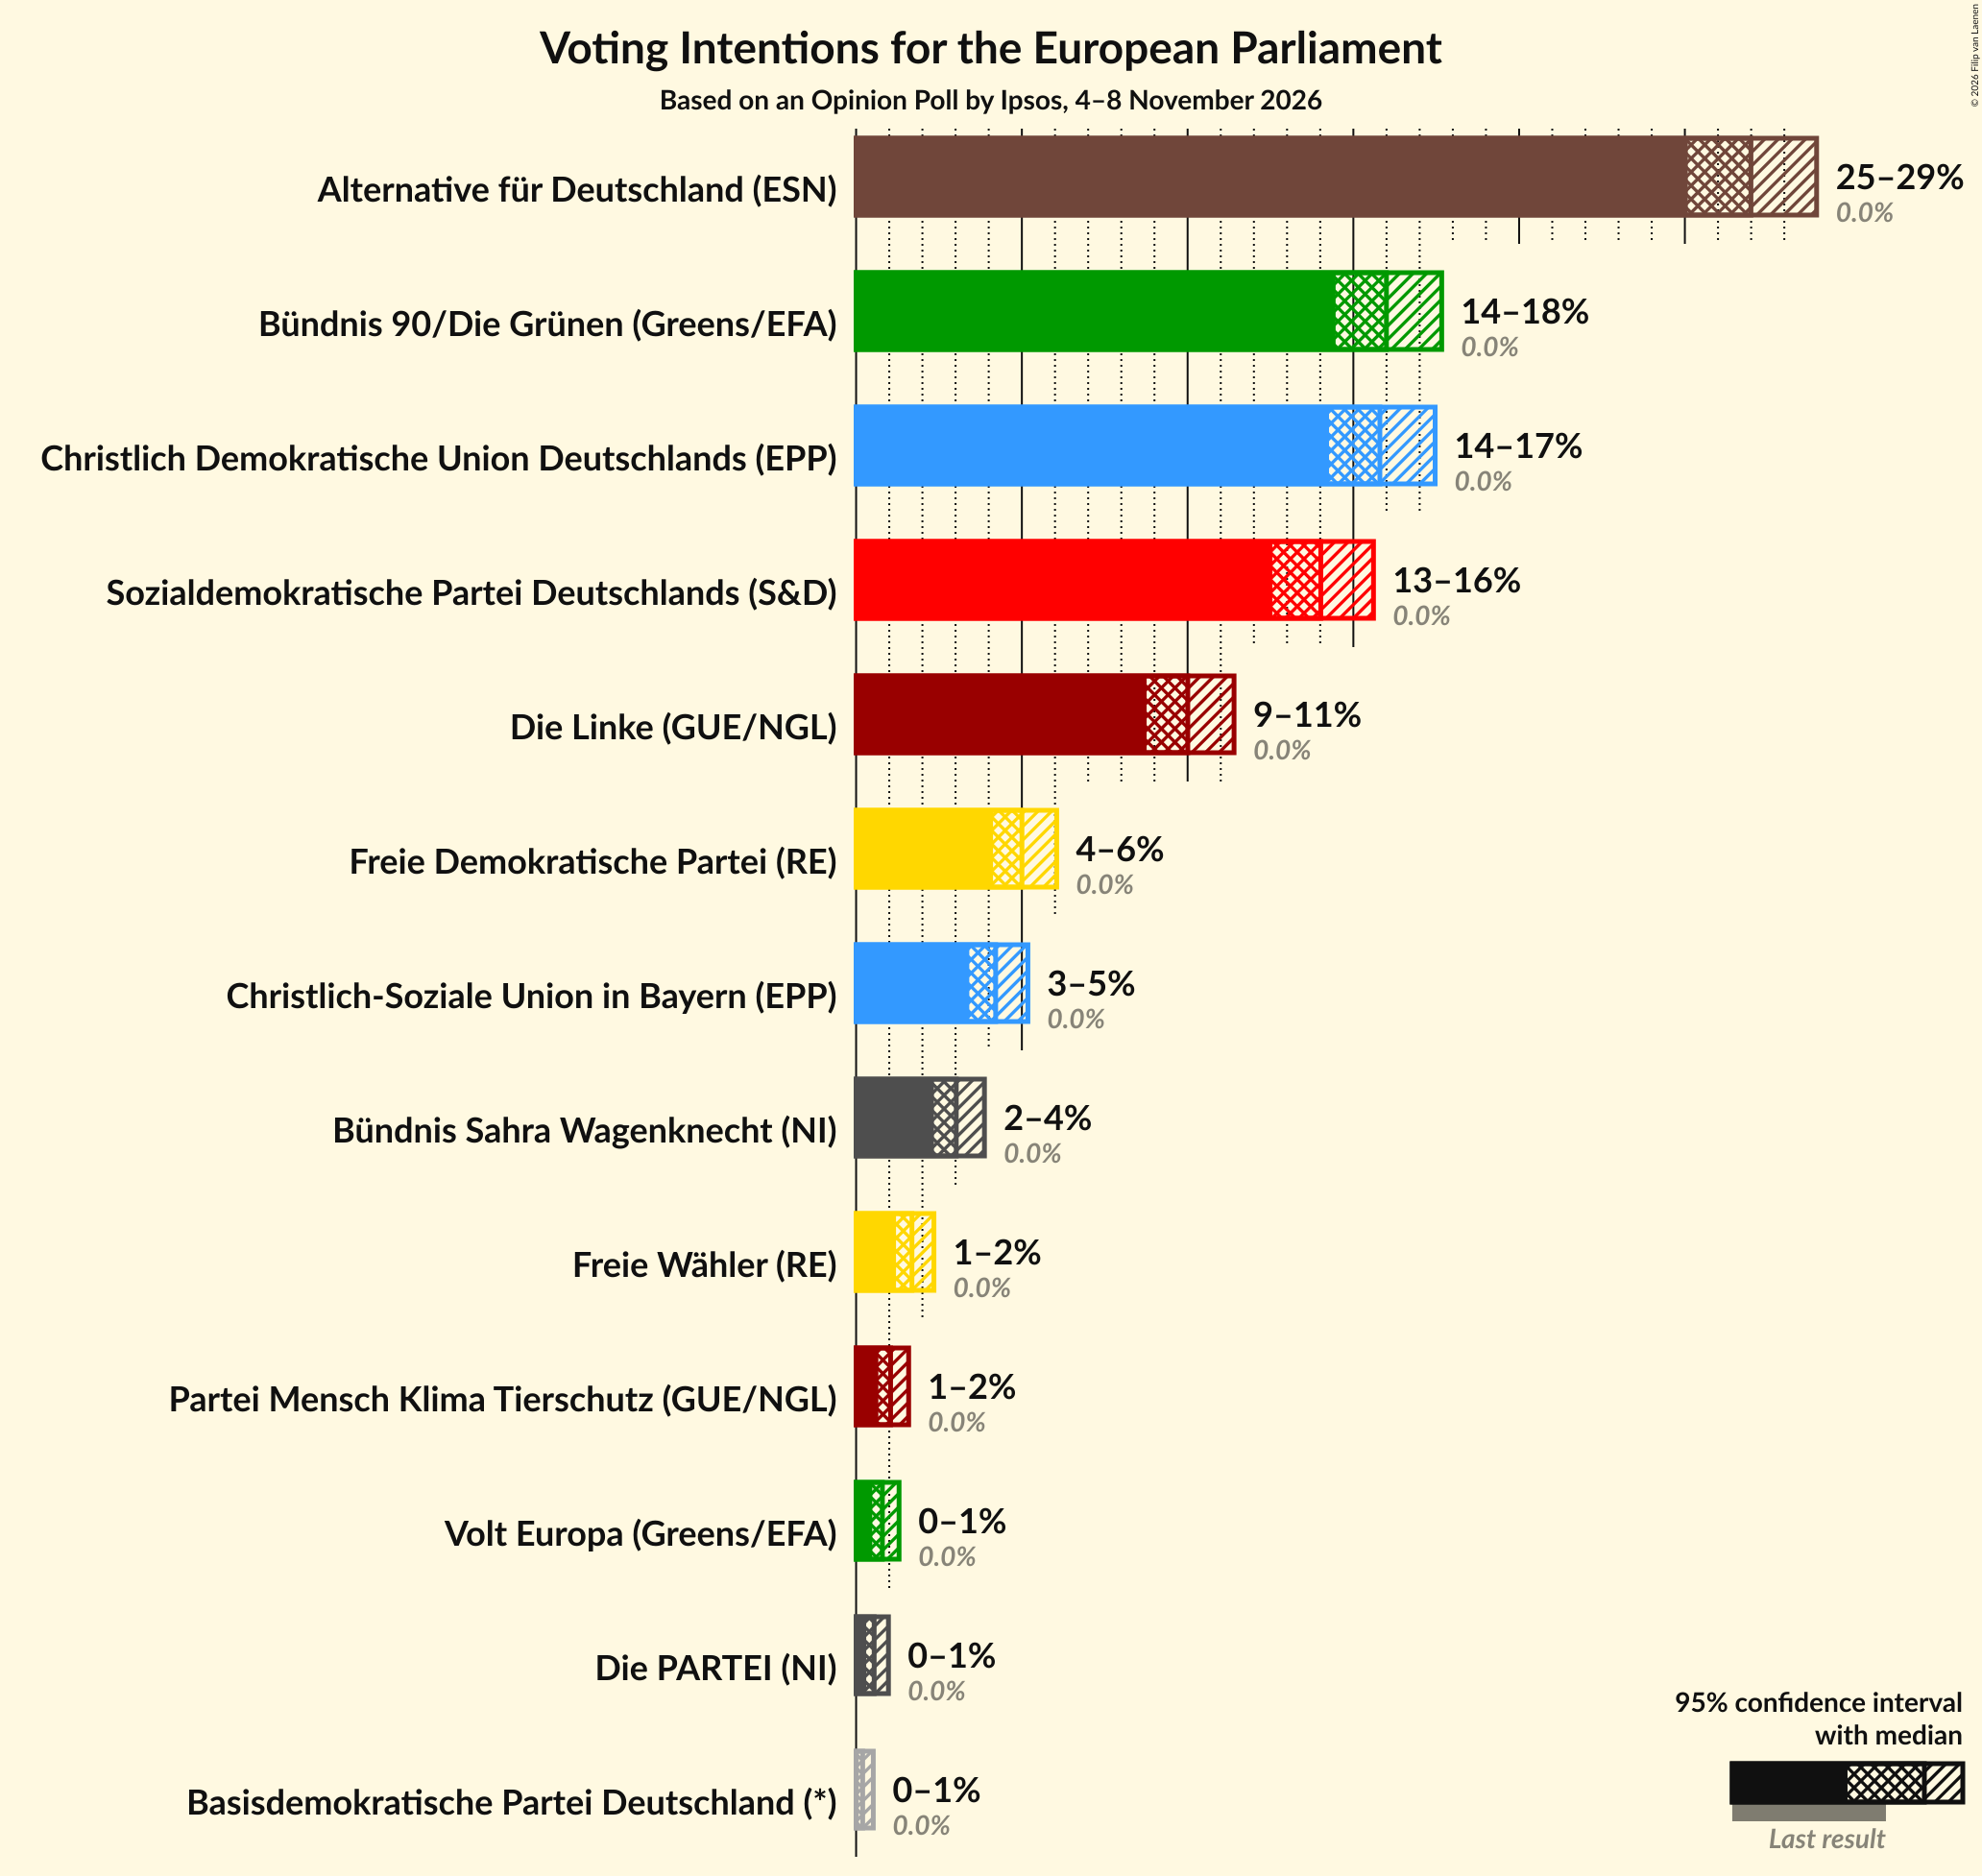 Voting Intentions for the European Parliament
Based on an Opinion Poll by Ipsos, 4–8 November 2026
© 2026 Filip van Laenen
Alternative für Deutschland (ESN)
25–29%
0.0%
Bündnis 90/Die Grünen (Greens/EFA)
14–18%
0.0%
Christlich Demokratische Union Deutschlands (EPP)
14–17%
0.0%
Sozialdemokratische Partei Deutschlands (S&D)
13–16%
0.0%
Die Linke (GUE/NGL)
9–11%
0.0%
Freie Demokratische Partei (RE)
4–6%
0.0%
Christlich-Soziale Union in Bayern (EPP)
3–5%
0.0%
Bündnis Sahra Wagenknecht (NI)
2–4%
0.0%
Freie Wähler (RE)
1–2%
0.0%
Partei Mensch Klima Tierschutz (GUE/NGL)
1–2%
0.0%
Volt Europa (Greens/EFA)
0–1%
0.0%
Die PARTEI (NI)
0–1%
0.0%
Basisdemokratische Partei Deutschland (*)
0–1%
0.0%
95% confidence interval
with median
Last result